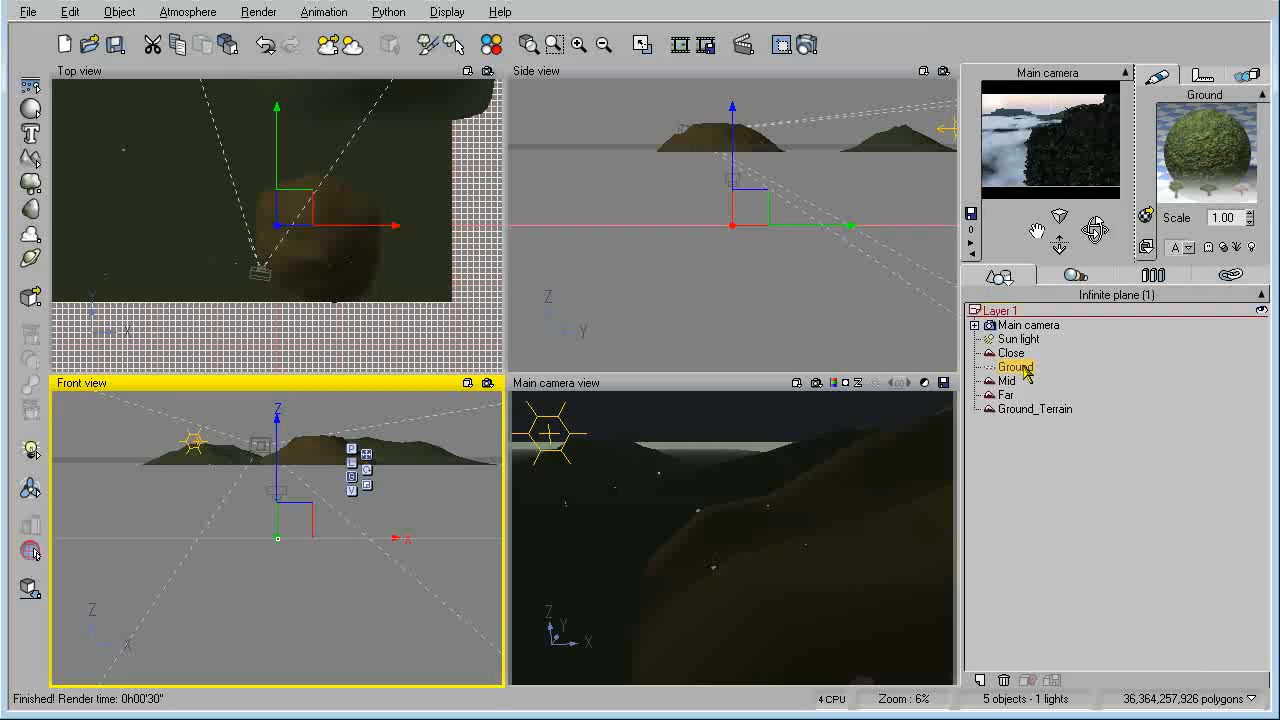 File Edit Object Atmosphere Render Animation Python Display Help
Top view
Side view
Main camera
Ground
Y
X
Z
Y
Scale 1.00
A
0
Infinite plane (1)
Layer 1
Main camera
Sun light
Close
Ground
Mid
Far
Ground_Terrain
Front view
Main camera view
Z
P
L
G
V
X
Z
X
Z
Y
X
Finished! Render time: 0h00'30"
4 CPU
Zoom : 6%
5 objects - 1 lights
36,364,257,926 polygons